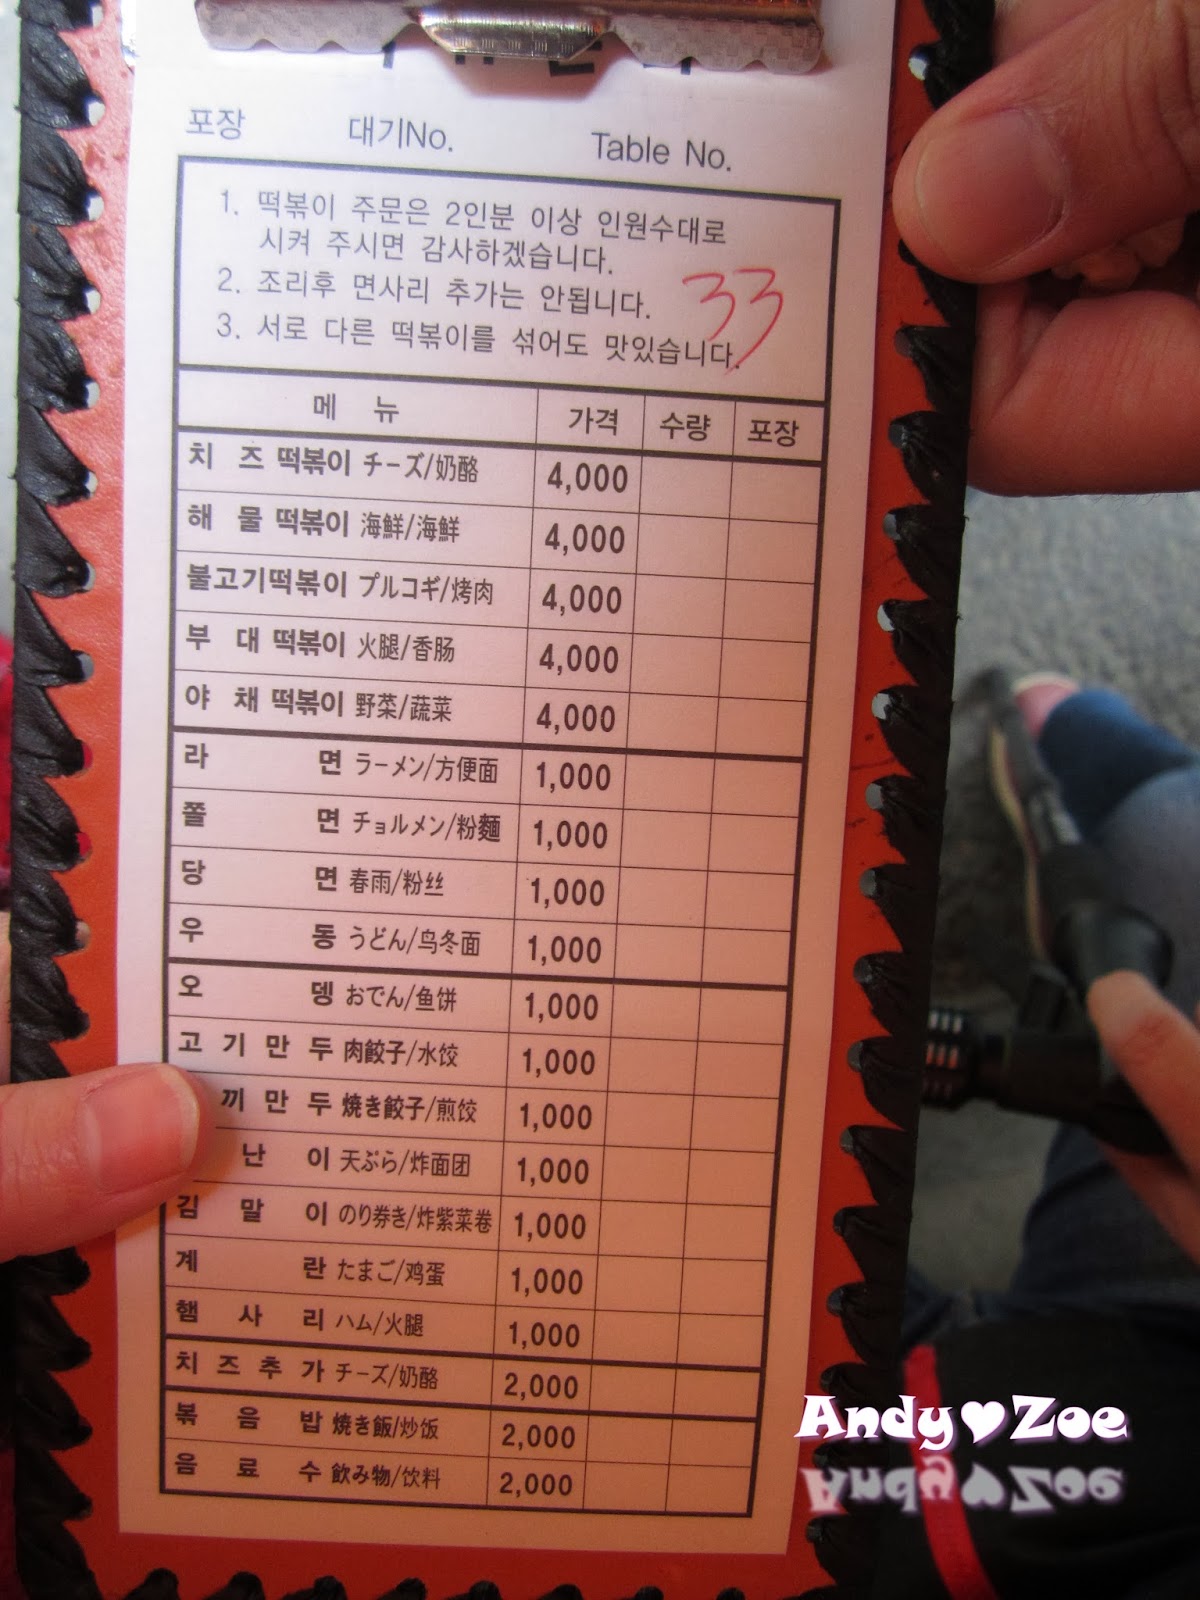 포장 대기No. Table No.
1. 떡볶이 주문은 2인분 이상 인원수대로
시켜 주시면 감사하겠습니다.
2. 조리후 면사리 추가는 안됩니다.
3. 서로 다른 떡볶이를 섞어도 맛있습니다.
33
메 뉴 가격 수량 포장
치 즈 떡볶이 チーズ/奶酪 4,000
해 물 떡볶이 海鮮/海鮮 4,000
불고기떡볶이 プルコギ/烤肉 4,000
부 대 떡볶이 火腿/香肠 4,000
야 채 떡볶이 野菜/蔬菜 4,000
라 면 ラーメン/方便面 1,000
쫄 면 チョルメン/粉麵 1,000
당 면 春雨/粉丝 1,000
우 동 うどん/鸟冬面 1,000
오 뎅 おでん/鱼饼 1,000
고 기 만 두 肉餃子/水饺 1,000
끼 만 두 焼き餃子/煎饺 1,000
난 이 天ぷら/炸面团 1,000
김 말 이 のり券き/炸紫菜卷 1,000
계 란 たまご/鸡蛋 1,000
햄 사 리 ハム/火腿 1,000
치 즈 추 가 チーズ/奶酪 2,000
볶 음 밥 焼き飯/炒饭 2,000
음 료 수 飲み物/饮料 2,000
Andy♥Zoe